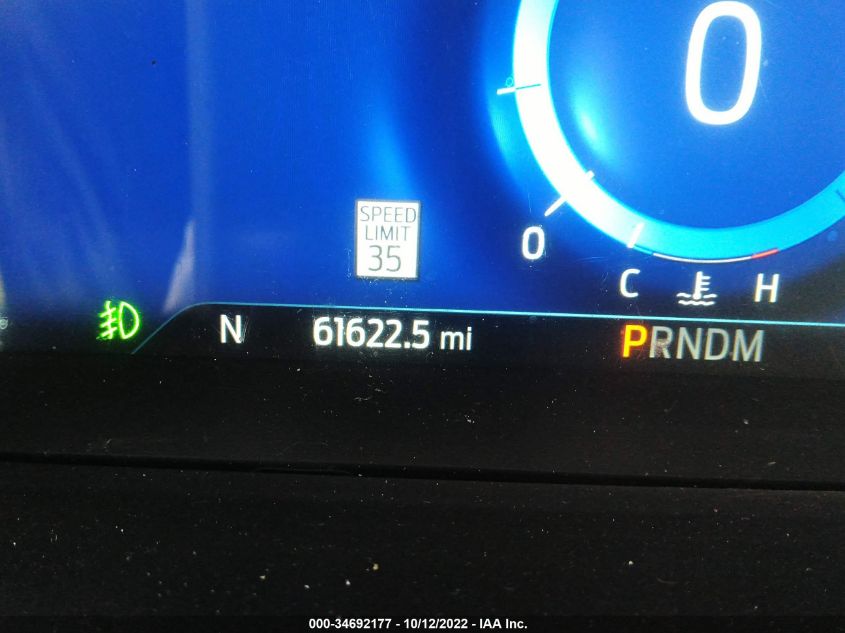 0
SPEED
LIMIT
35
0
C H
N 61622.5 mi PRNDM
000-34692177 - 10/12/2022 - IAA Inc.